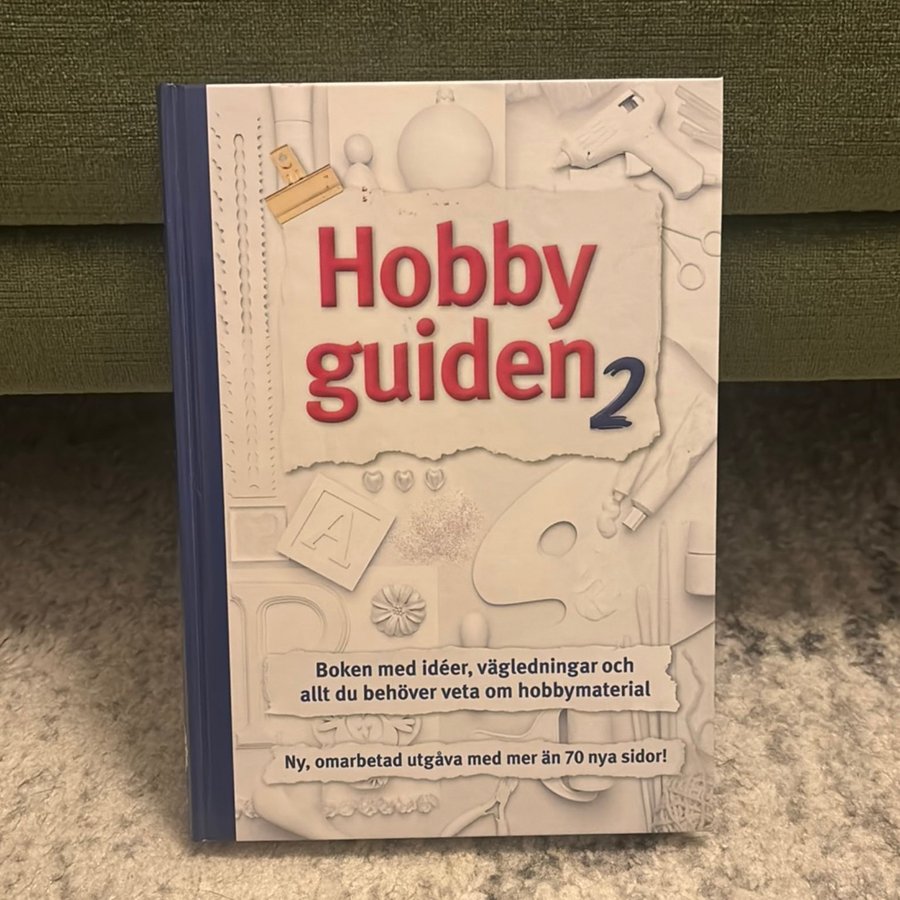 Hobby
guiden 2
A
Boken med idéer, vägledningar och
allt du behöver veta om hobbymaterial
Ny, omarbetad utgåva med mer än 70 nya sidor!